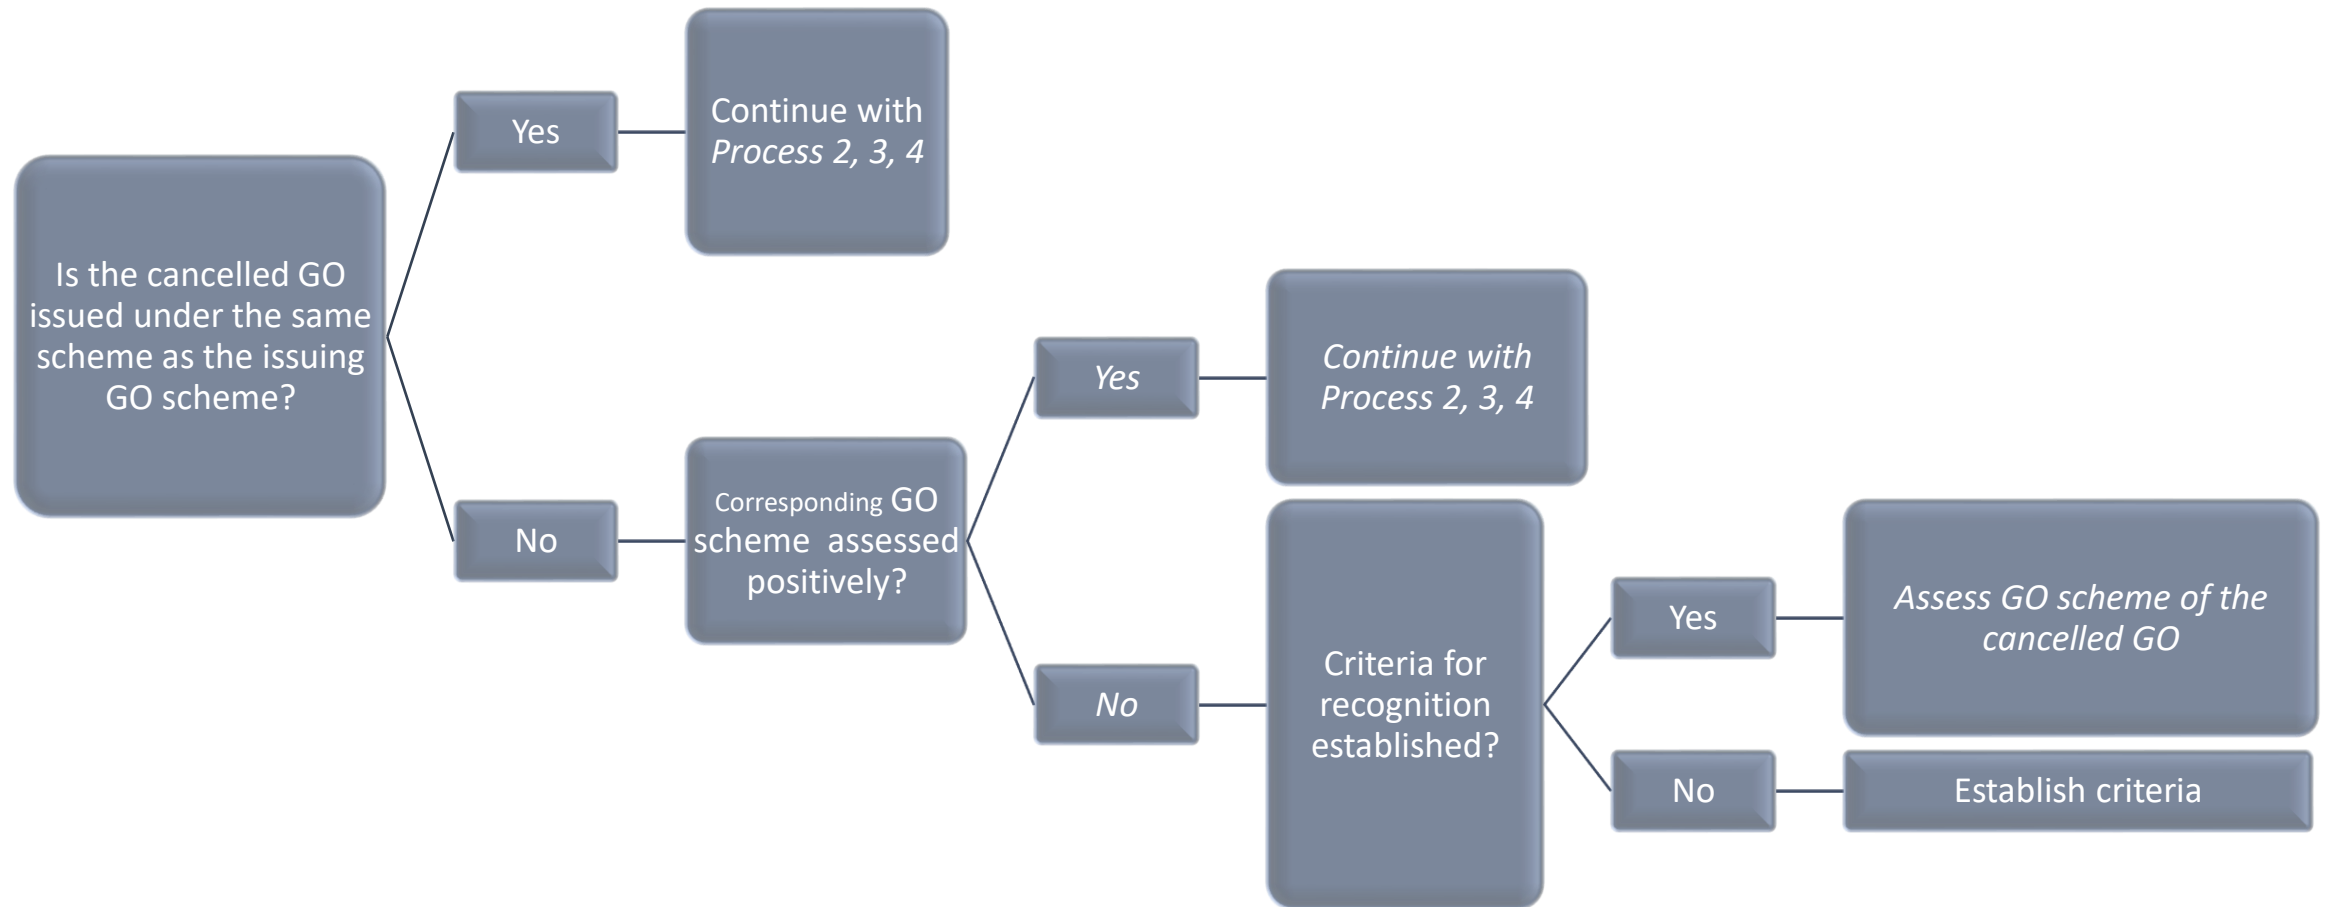 Is the cancelled GO
issued under the same
scheme as the issuing
GO scheme?
Yes
Continue with
Process 2, 3, 4
No
Corresponding GO
scheme assessed
positively?
Yes
Continue with
Process 2, 3, 4
No
Criteria for
recognition
established?
Yes
Assess GO scheme of the
cancelled GO
No
Establish criteria